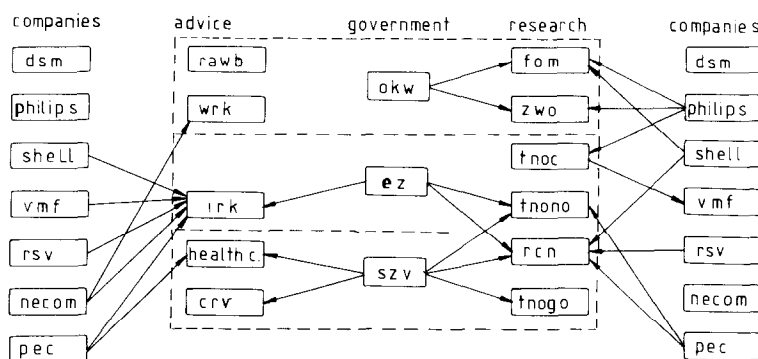 companies advice government research companies
dsm rawb fom dsm
okw
philips wrk zwo philips
shell tnoc shell
ez
vmf irk tnono vmf
rsv health c. rcn rsv
szv
necom crv tnogo necom
pec pec